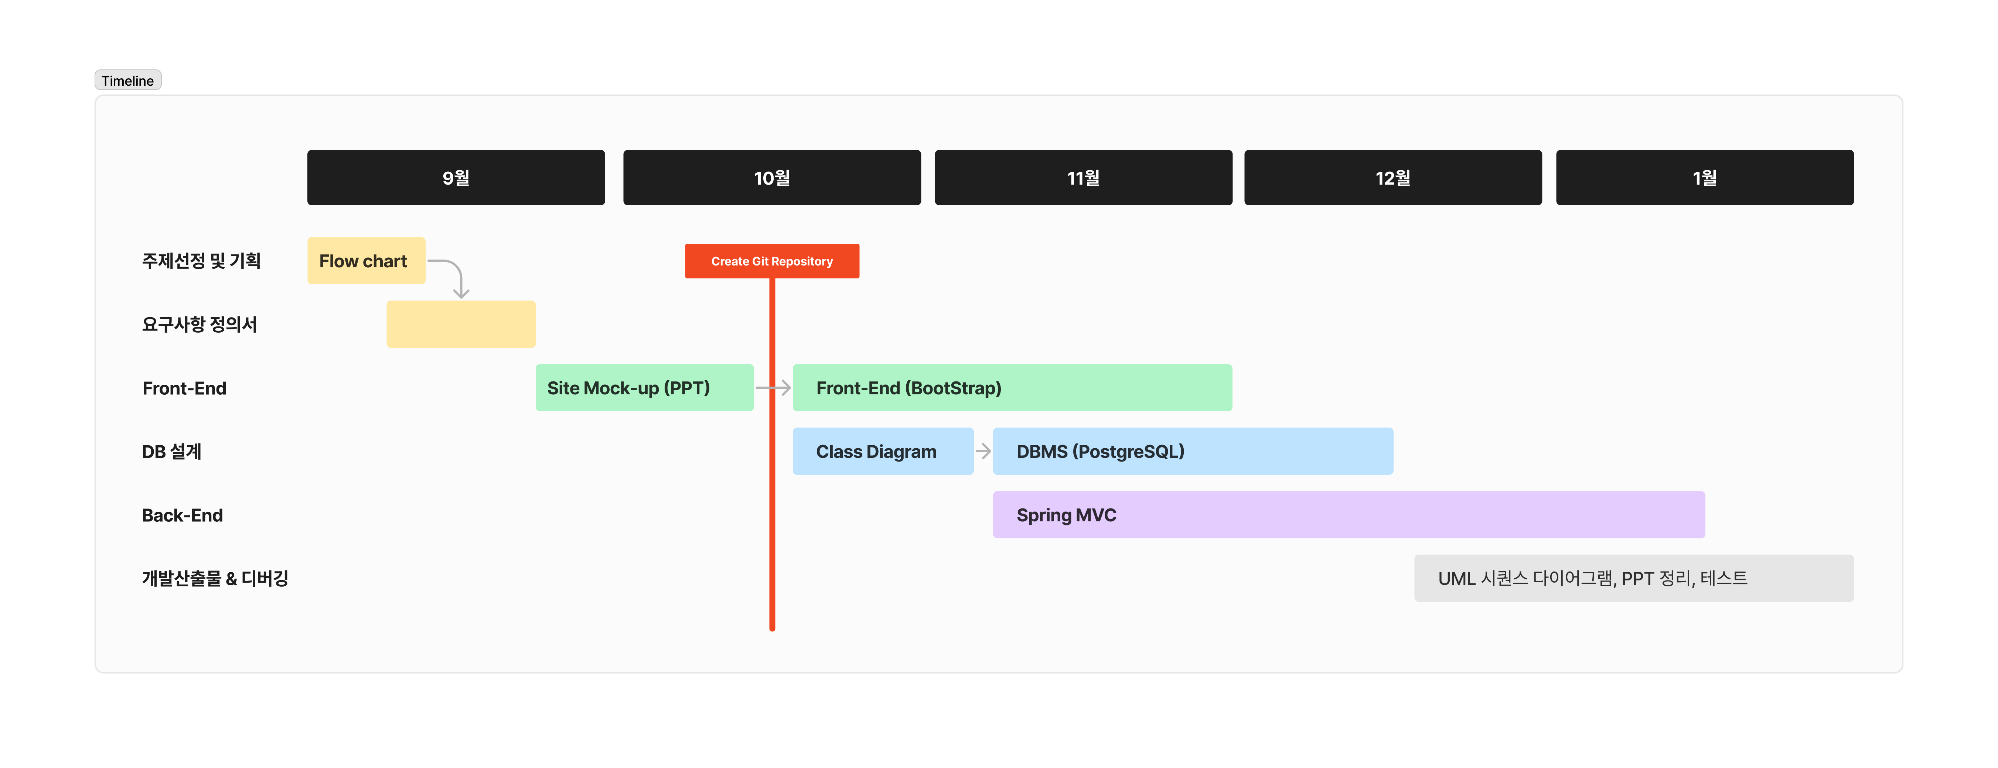 Timeline
9월
10월
11월
12월
1월
주제선정 및 기획
Flow chart
Create Git Repository
요구사항 정의서
Front-End
Site Mock-up (PPT)
Front-End (BootStrap)
DB 설계
Class Diagram
DBMS (PostgreSQL)
Back-End
Spring MVC
개발산출물 & 디버깅
UML 시퀀스 다이어그램, PPT 정리, 테스트